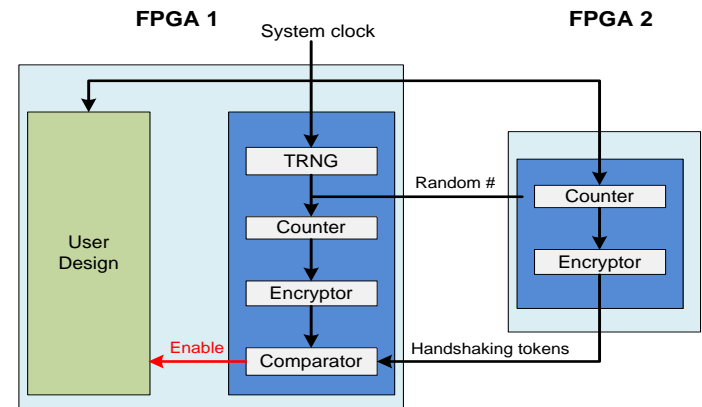 FPGA 1
FPGA 2
System clock
TRNG
Random #
Counter
Counter
User
Design
Encryptor
Encryptor
Enable
Comparator
Handshaking tokens